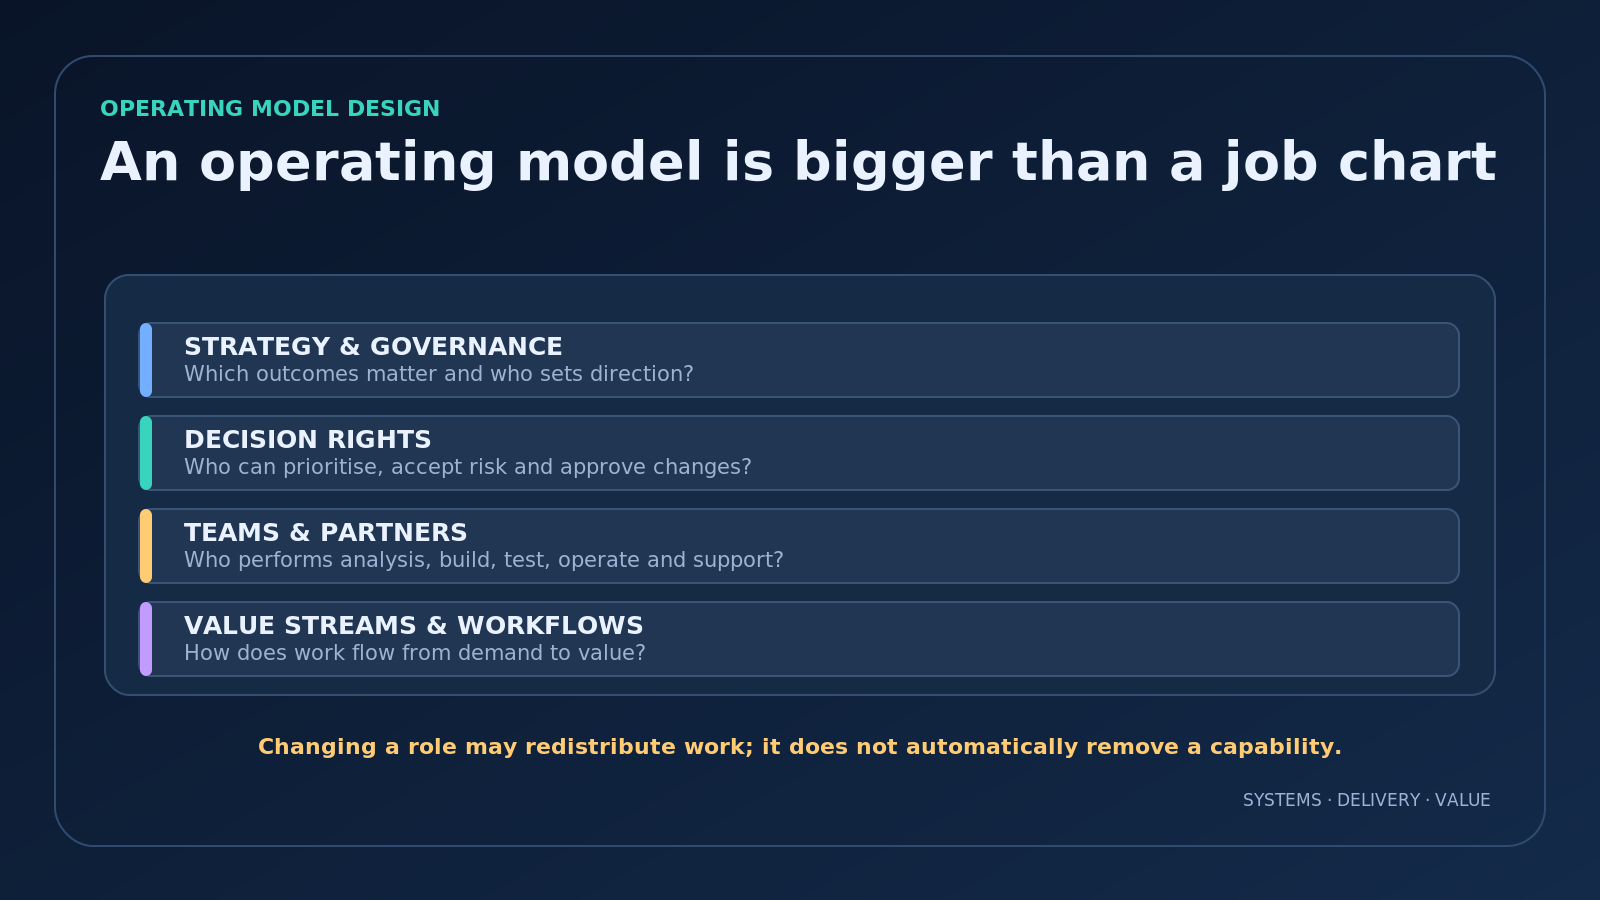 OPERATING MODEL DESIGN
An operating model is bigger than a job chart
STRATEGY & GOVERNANCE
Which outcomes matter and who sets direction?
DECISION RIGHTS
Who can prioritise, accept risk and approve changes?
TEAMS & PARTNERS
Who performs analysis, build, test, operate and support?
VALUE STREAMS & WORKFLOWS
How does work flow from demand to value?
Changing a role may redistribute work; it does not automatically remove a capability.
SYSTEMS · DELIVERY · VALUE